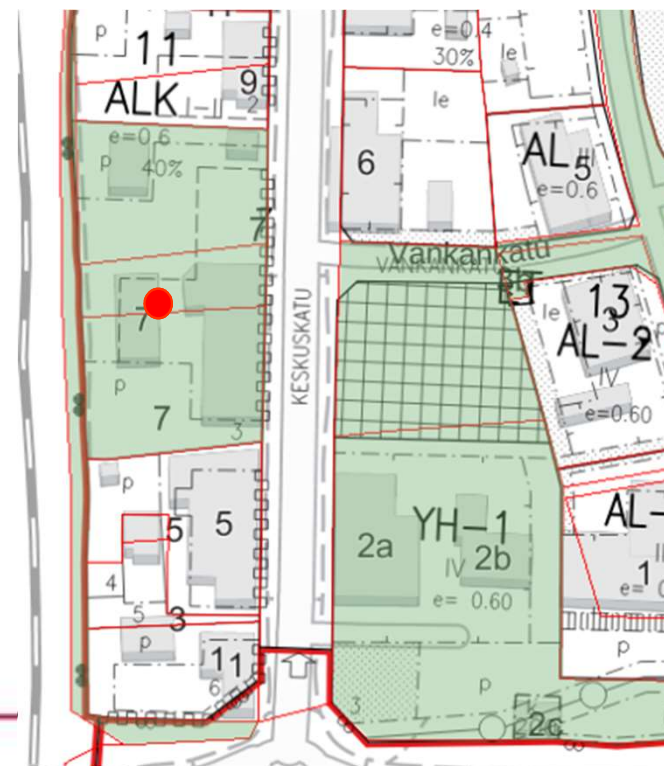 p
11
ALK
9
2
e=0.4
30%
le
6
le
AL
5
e=0.6
e=0.6
p
40%
7
Vankankatu
VANKANKATU
7
KESKUSKATU
le
13
3
AL-2
IV
e=0.60
p
7
3
p
5
5
4
5
3
p
11
6
YH-1
2a
2b
IV
e= 0.60
AL-
1
e=
p
p
3
2c